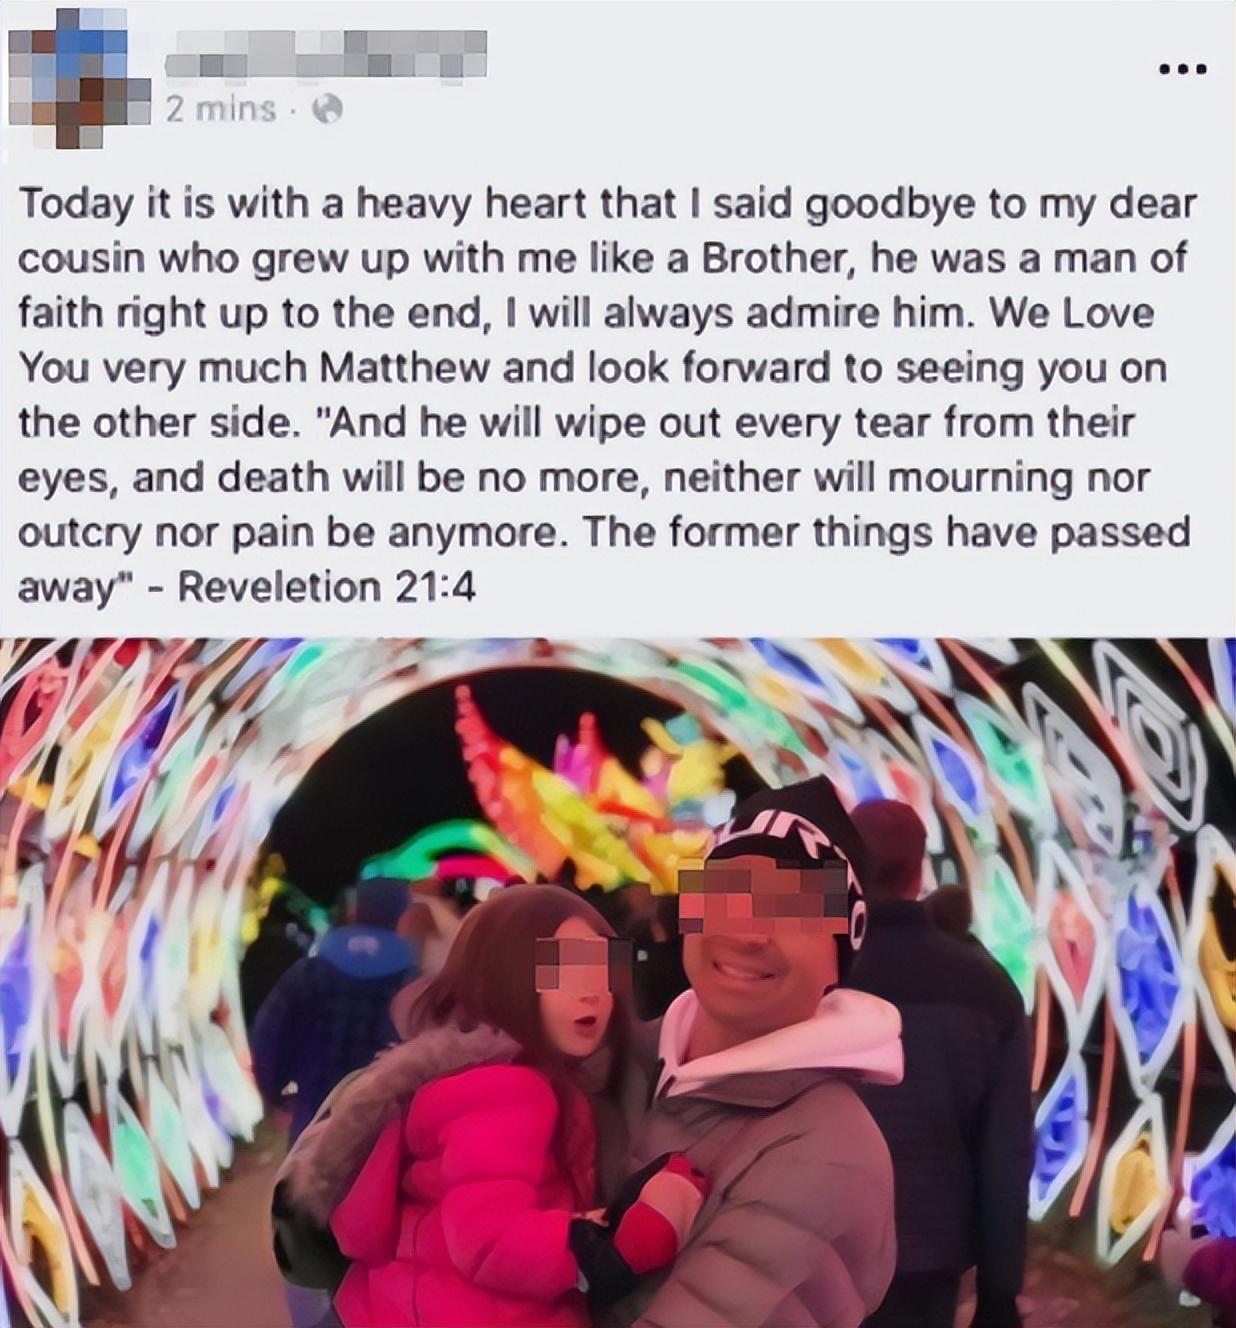 2 mins ·
Today it is with a heavy heart that I said goodbye to my dear
cousin who grew up with me like a Brother, he was a man of
faith right up to the end, I will always admire him. We Love
You very much Matthew and look forward to seeing you on
the other side. "And he will wipe out every tear from their
eyes, and death will be no more, neither will mourning nor
outcry nor pain be anymore. The former things have passed
away" - Reveletion 21:4